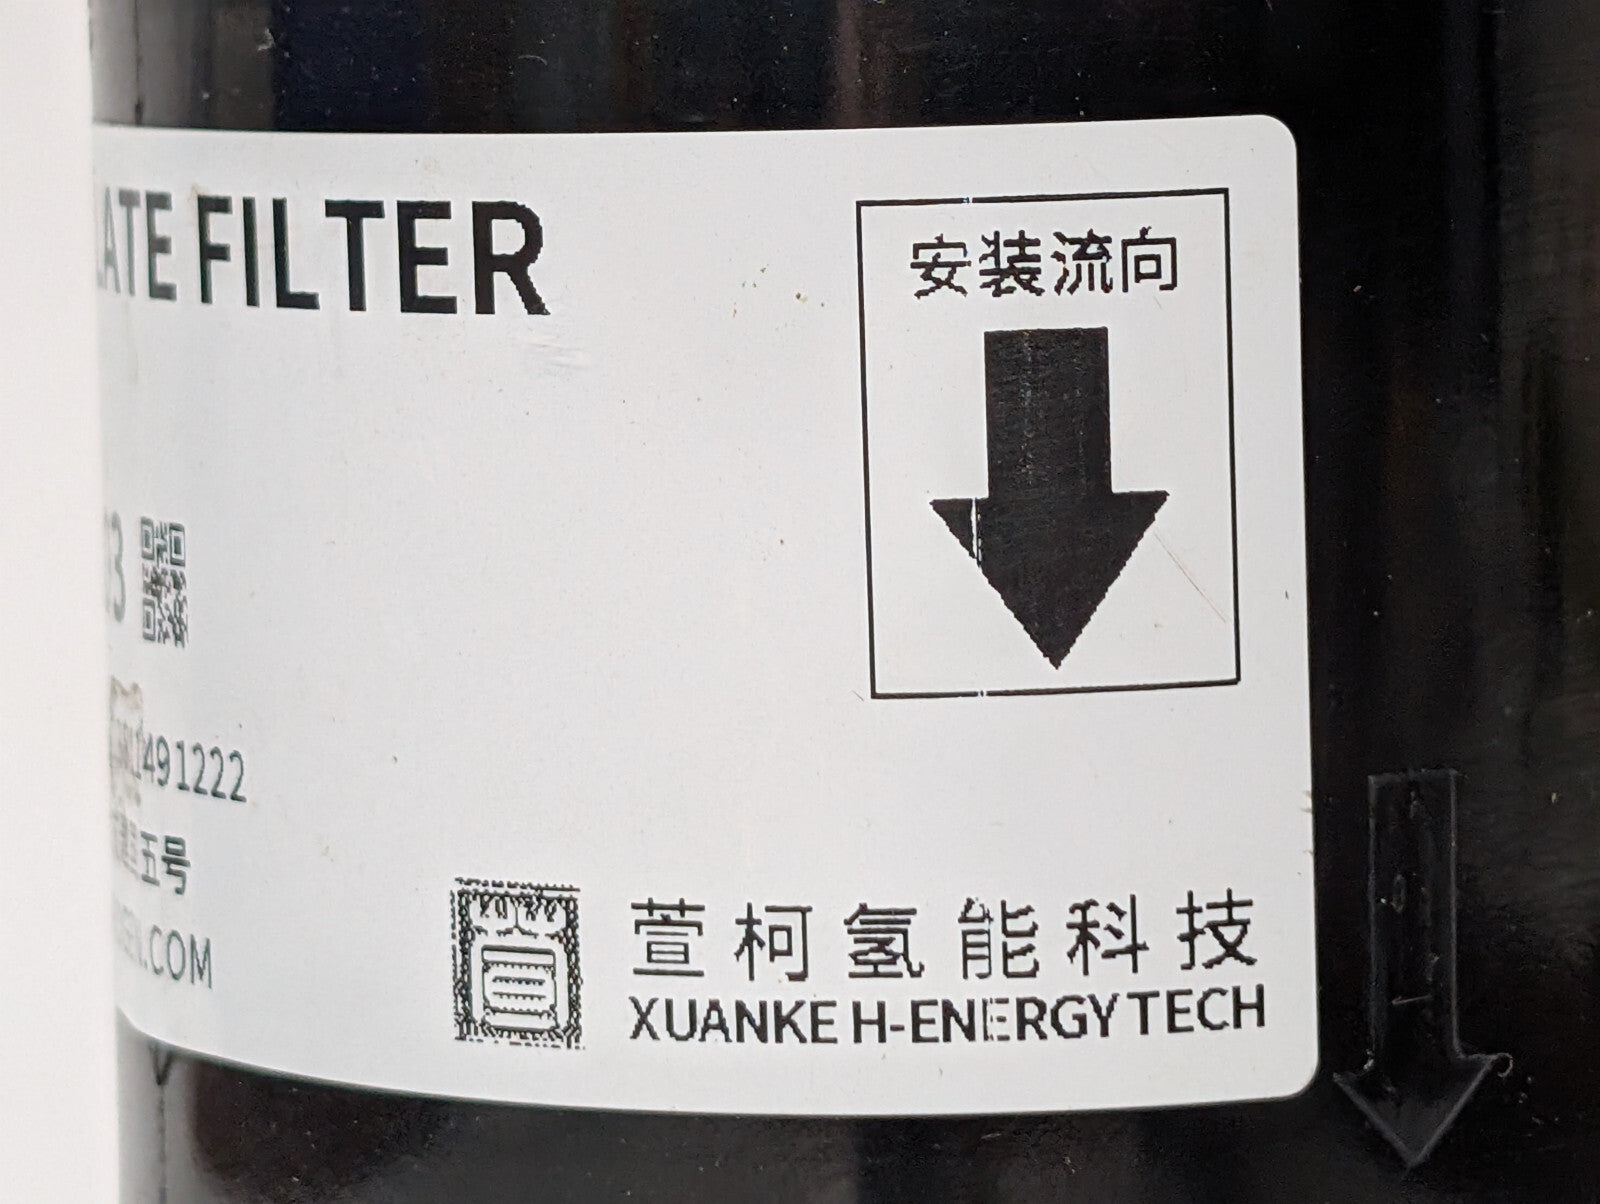 FILTER
安装流向
491222
五号
.COM
萱柯氢能科技
XUANKE H-ENERGY TECH